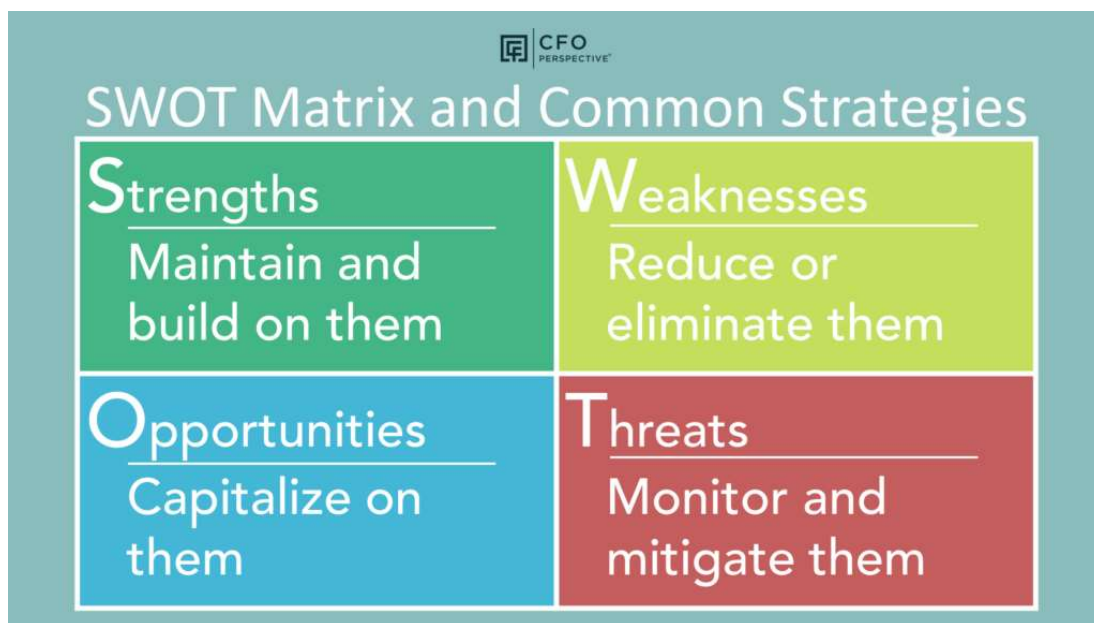 CFO
PERSPECTIVE
SWOT Matrix and Common Strategies
Strengths
Maintain and
build on them
Weaknesses
Reduce or
eliminate them
Opportunities
Capitalize on
them
Threats
Monitor and
mitigate them